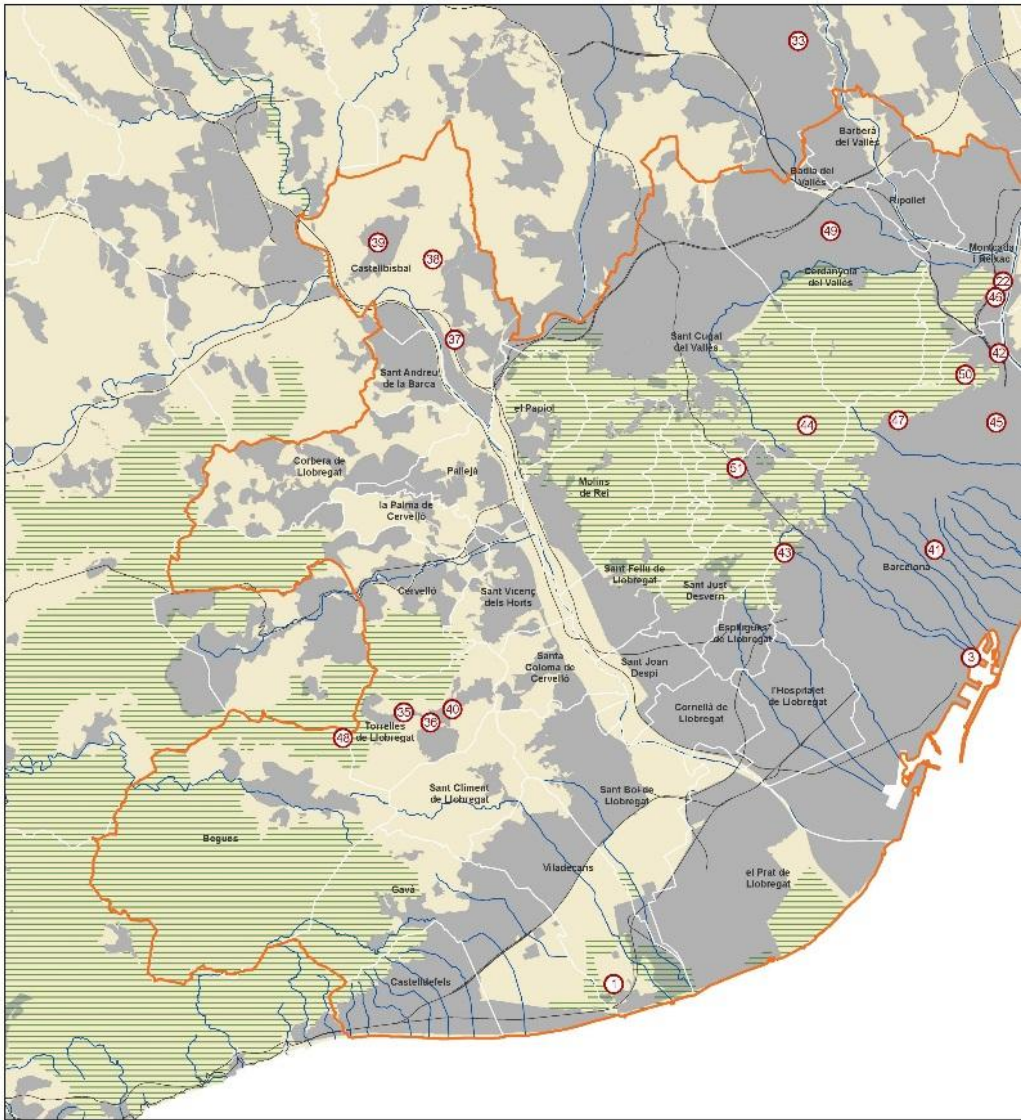 33
Barberà
del Vallès
Badia del
Vallès
Ripollet
49
39
38
Castellbisbal
Montcada
i Reixac
Cerdanyola
del Vallès
22
46
37
Sant Cugat
del Vallès
42
Sant Andreu
de la Barca
50
el Papiol
44
47
45
Corbera de
Llobregat
Pallejà
51
Molins
de Rei
la Palma de
Cervelló
43
41
Barcelona
Sant Feliu de
Llobregat
Sant Just
Desvern
Cervelló
Sant Vicenç
dels Horts
Esplugues
de Llobregat
3
Santa
Coloma de
Cervelló
Sant Joan
Despí
l'Hospitalet
de Llobregat
Cornellà de
Llobregat
35
40
36
Torrelles
de Llobregat
48
Sant Climent
de Llobregat
Sant Boi de
Llobregat
Begues
Viladecans
el Prat de
Llobregat
Gavà
Castelldefels
1